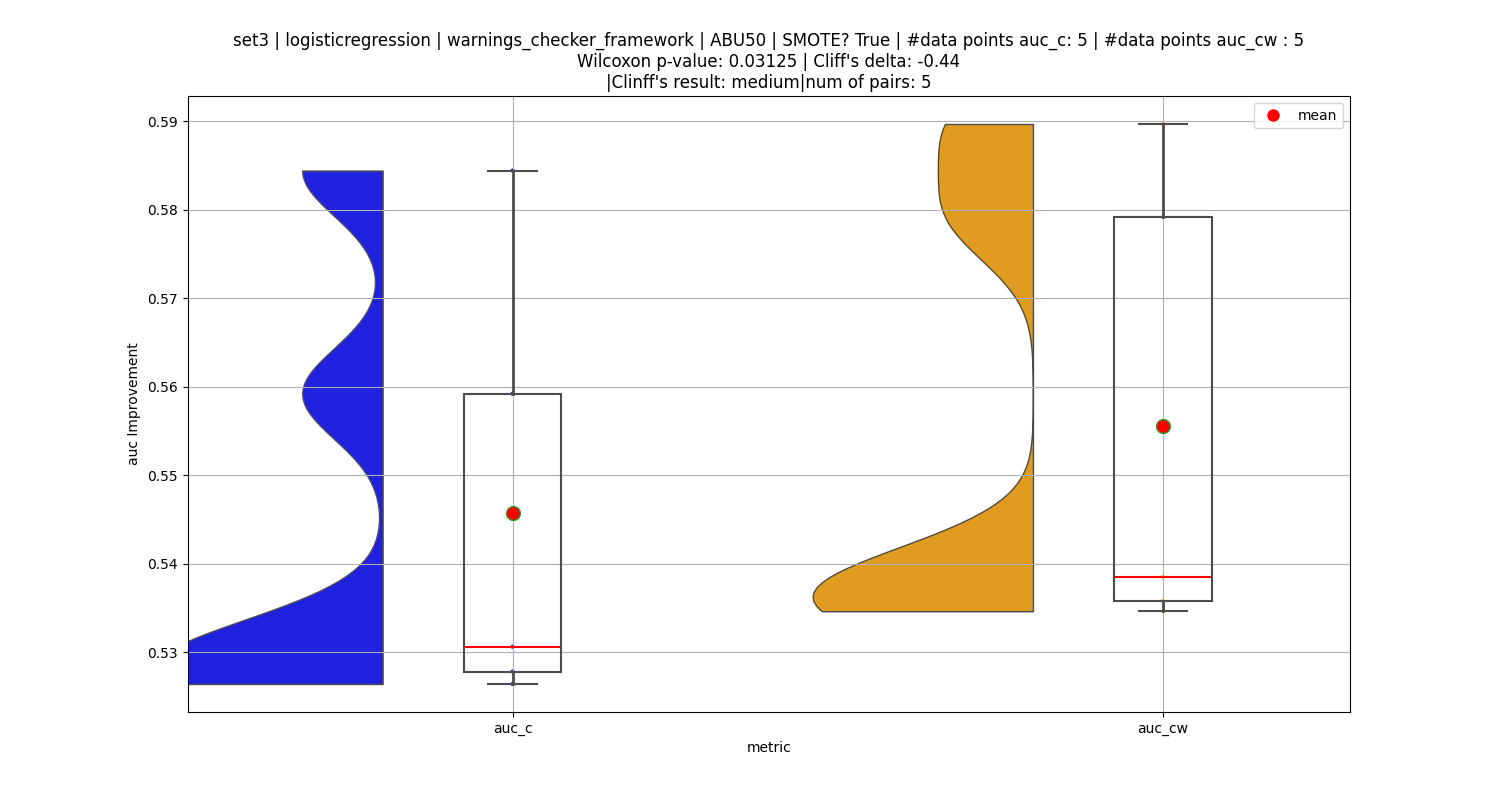 set3 | logisticregression | warnings_checker_framework | ABU50 | SMOTE? True | #data points auc_c: 5 | #data points auc_cw : 5
Wilcoxon p-value: 0.03125 | Cliff's delta: -0.44
|Clinff's result: medium|num of pairs: 5
mean
0.59
0.58
0.57
0.56
0.55
0.54
0.53
auc Improvement
auc_c
auc_cw
metric